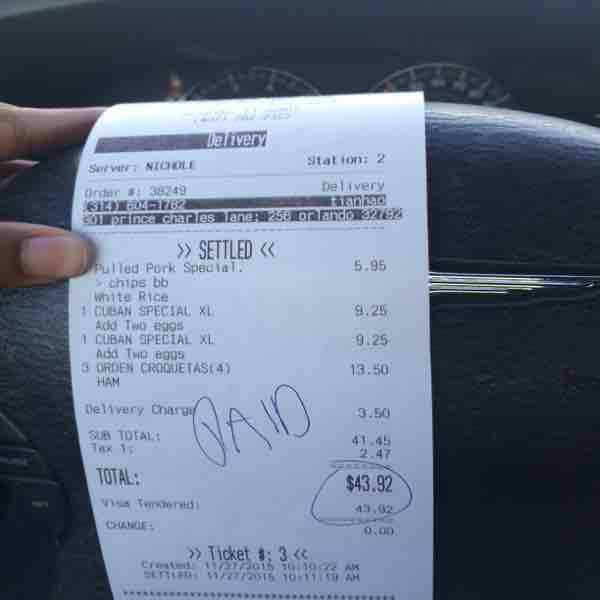 Delivery
Server: NICHOLE Station: 2
Order #: 38249 Delivery
(314) 604-1762 tianhao
301 prince charles lane; 256 orlando 32792
>> SETTLED <<
Pulled Pork Special. 5.95
> chips bb
White Rice
1 CUBAN SPECIAL XL 9.25
Add Two eggs
1 CUBAN SPECIAL XL 9.25
Add Two eggs
3 ORDEN CROQUETAS(4) 13.50
HAM
Delivery Charge 3.50
PAID
SUB TOTAL: 41.45
Tax 1: 2.47
TOTAL: $43.92
Visa Tendered: 43.92
CHANGE: 0.00
>> Ticket #: 3 <<
Created: 11/27/2015 10:10:22 AM
SETTLED: 11/27/2015 10:11:19 AM